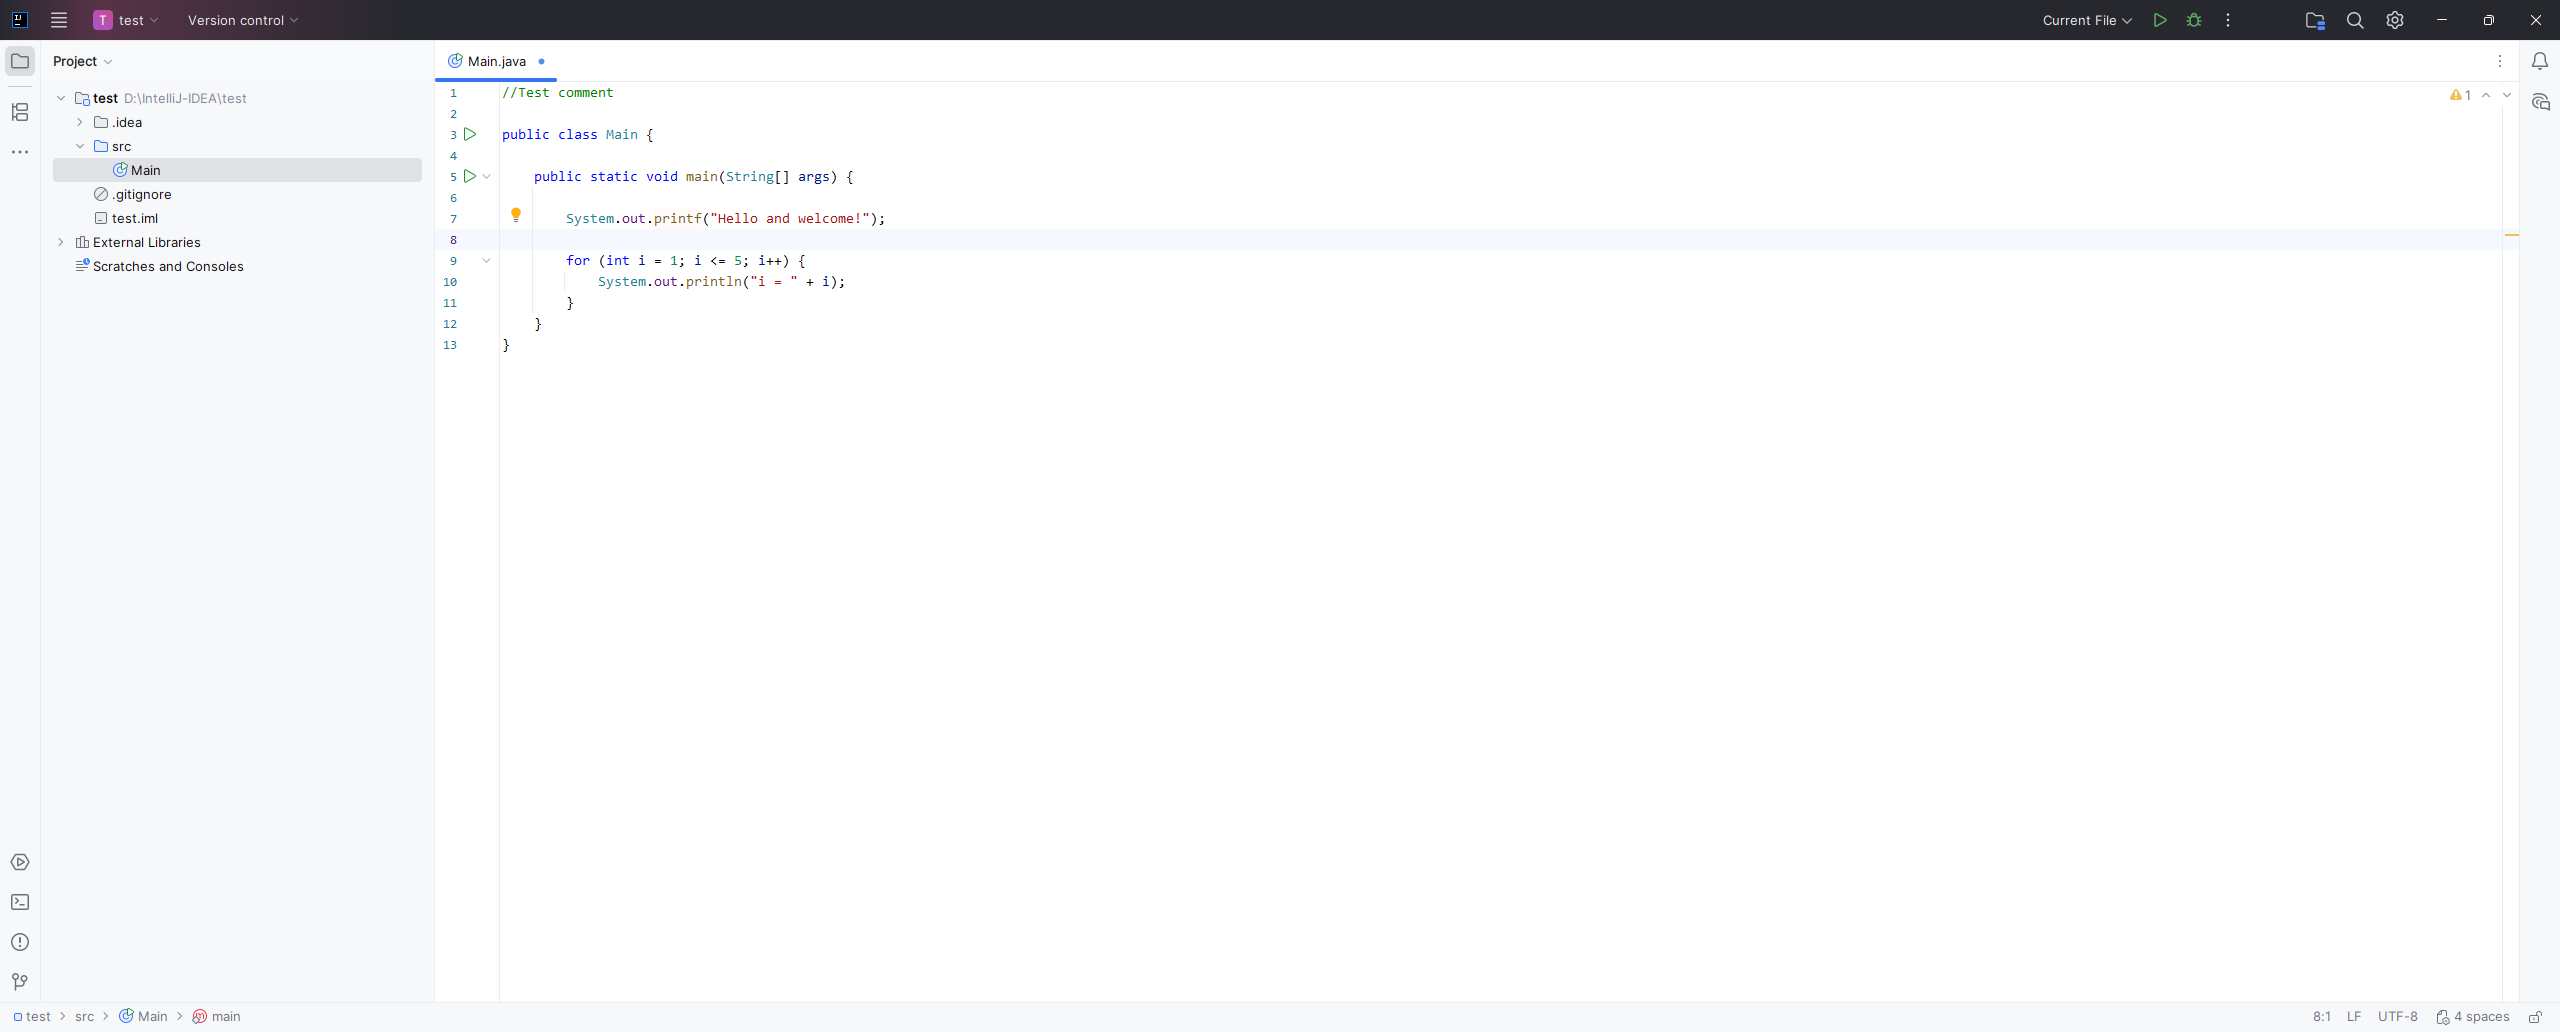 T test Version control Current File
Project
test D:\IntelliJ-IDEA\test
.idea
src
Main
.gitignore
test.iml
External Libraries
Scratches and Consoles
Main.java
1 //Test comment
2
3 public class Main {
4
5 public static void main(String[] args) {
6
7 System.out.printf("Hello and welcome!");
8
9 for (int i = 1; i <= 5; i++) {
10 System.out.println("i = " + i);
11 }
12 }
13 }
1
test src Main main
8:1 LF UTF-8 4 spaces